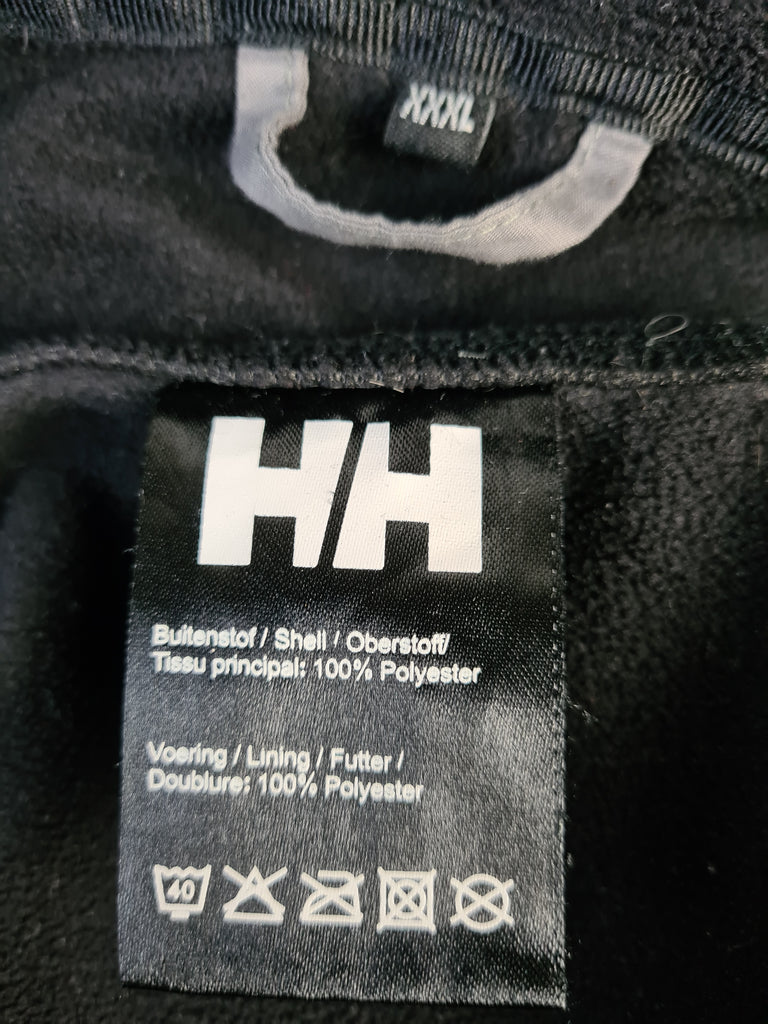 XXXL
HH
Buitenstof / Shell / Oberstoff/
Tissu principal: 100% Polyester
Voering / Lining / Futter /
Doublure: 100% Polyester
40